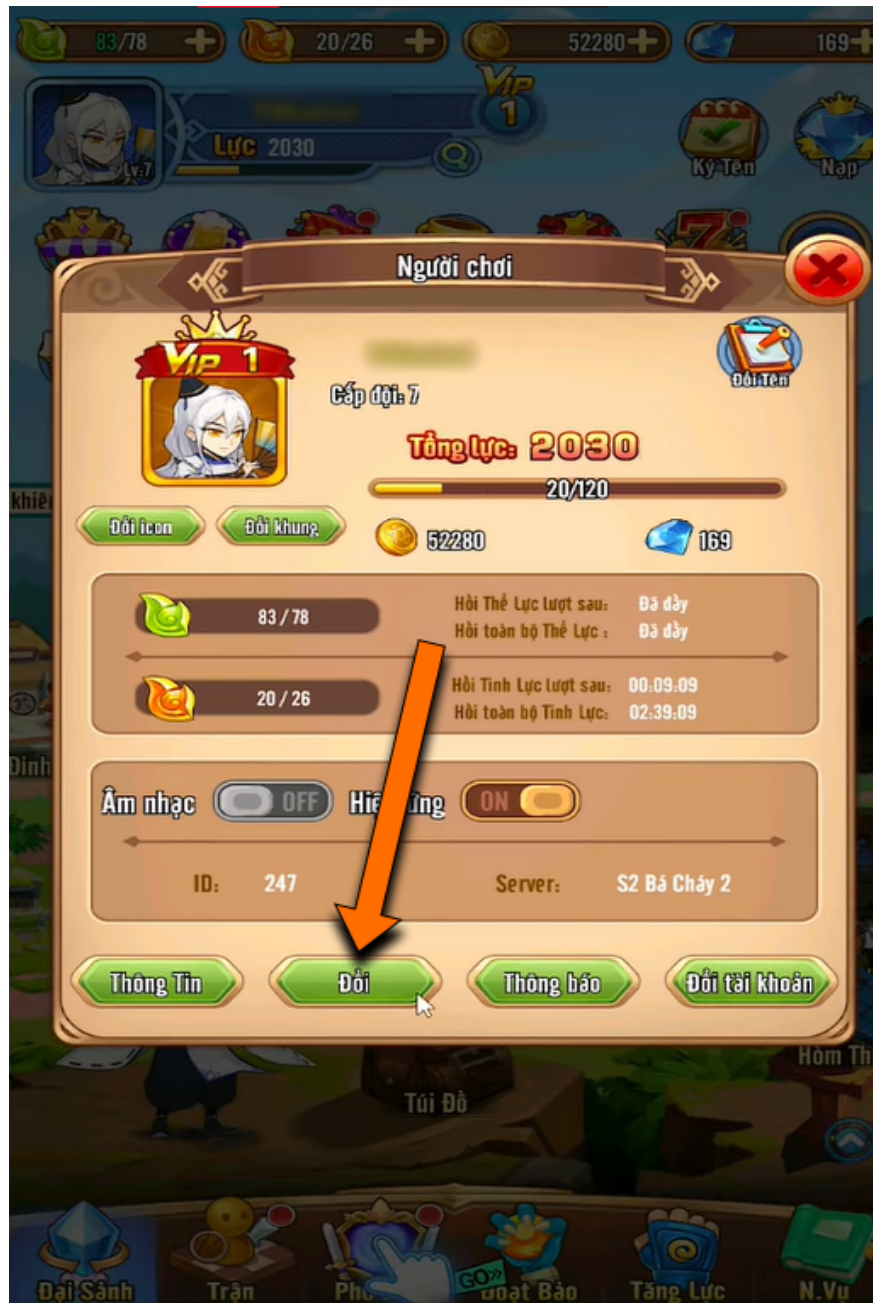 83/78
20/26
52280
169
VIP
1
Lực 2030
Lv.7
Ký Tên
Nạp
7
Người chơi
VIP 1
Đổi Tên
Cấp đội: 7
Tổng lực: 2030
20/120
Đổi icon
Đổi khung
52280
169
83 / 78
Hồi Thể Lực lượt sau: Đã đầy
Hồi toàn bộ Thể Lực : Đã đầy
20 / 26
Hồi Tinh Lực lượt sau: 00:09:09
Hồi toàn bộ Tinh Lực: 02:39:09
Âm nhạc OFF
ON
ID: 247
Server: S2 Bá Cháy 2
Thông Tin
Đổi
Thông báo
Đổi tài khoản
Hòm Th
Túi Đồ
Đại Sảnh
Trận
GO»
Đoạt Bảo
Tăng Lực
N.Vụ